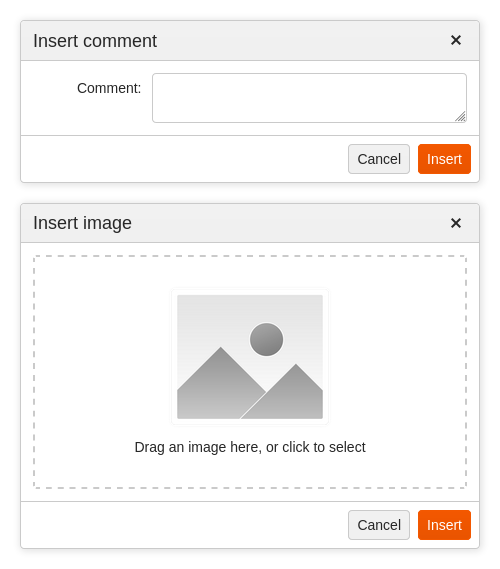 Insert comment
Comment:
Cancel Insert
Insert image
Drag an image here, or click to select
Cancel Insert